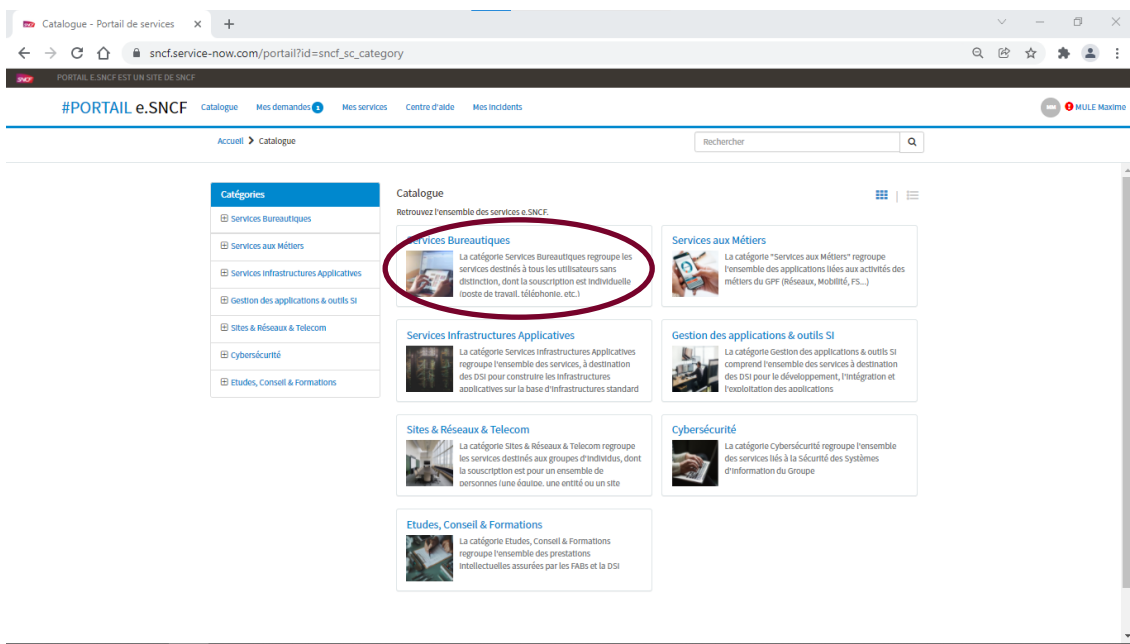 Catalogue - Portail de services
sncf.service-now.com/portail?id=sncf_sc_category
SNCF PORTAIL E.SNCF EST UN SITE DE SNCF
#PORTAIL e.SNCF Catalogue Mes demandes 1 Mes services Centre d'aide Mes Incidents MULE Maxime
Accueil > Catalogue
Rechercher
Catégories
Services Bureautiques
Services aux Métiers
Services Infrastructures Applicatives
Gestion des applications & outils SI
Sites & Réseaux & Telecom
Cybersécurité
Etudes, Conseil & Formations
Catalogue
Retrouvez l'ensemble des services e.SNCF.
Services Bureautiques
La catégorie Services Bureautiques regroupe les
services destinés à tous les utilisateurs sans
distinction, dont la souscription est individuelle
(poste de travail, téléphonie, etc.)
Services aux Métiers
La catégorie "Services aux Métiers" regroupe
l'ensemble des applications liées aux activités des
métiers du GPF (Réseaux, Mobilité, FS...)
Services Infrastructures Applicatives
La catégorie Services Infrastructures Applicatives
regroupe l'ensemble des services, à destination
des DSI pour construire les Infrastructures
applicatives sur la base d'Infrastructures standard
Gestion des applications & outils SI
La catégorie Gestion des applications & outils SI
comprend l'ensemble des services à destination
des DSI pour le développement, l'intégration et
l'exploitation des applications
Sites & Réseaux & Telecom
La catégorie Sites & Réseaux & Telecom regroupe
les services destinés aux groupes d'individus, dont
la souscription est pour un ensemble de
personnes (une équipe, une entité ou un site
Cybersécurité
La catégorie Cybersécurité regroupe l'ensemble
des services liés à la Sécurité des Systèmes
d'Information du Groupe
Etudes, Conseil & Formations
La catégorie Etudes, Conseil & Formations
regroupe l'ensemble des prestations
intellectuelles assurées par les FABs et la DSI